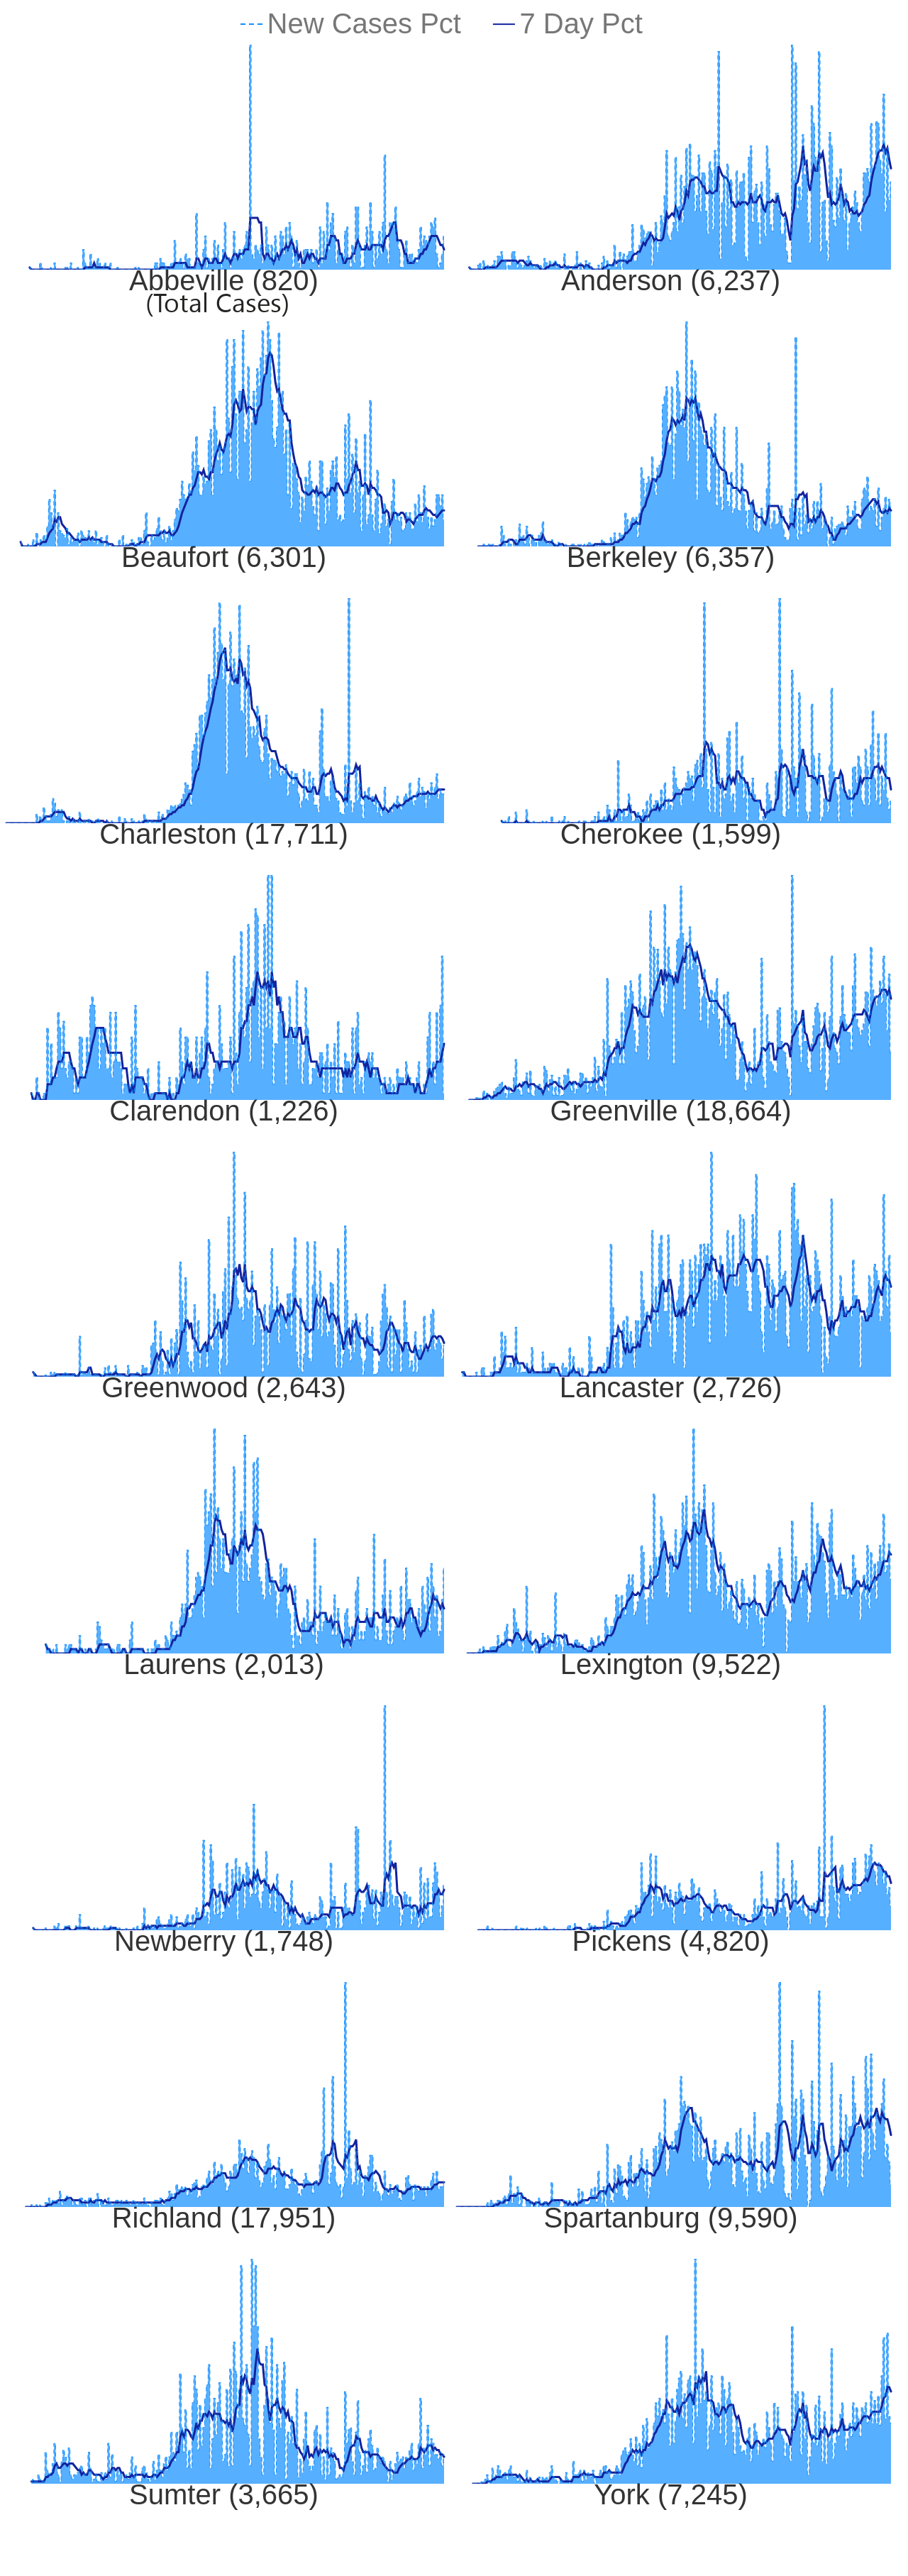 New Cases Pct 7 Day Pct
Abbeville (820) Anderson (6,237)
(Total Cases)
Beaufort (6,301) Berkeley (6,357)
Charleston (17,711) Cherokee (1,599)
Clarendon (1,226) Greenville (18,664)
Greenwood (2,643) Lancaster (2,726)
Laurens (2,013) Lexington (9,522)
Newberry (1,748) Pickens (4,820)
Richland (17,951) Spartanburg (9,590)
Sumter (3,665) York (7,245)